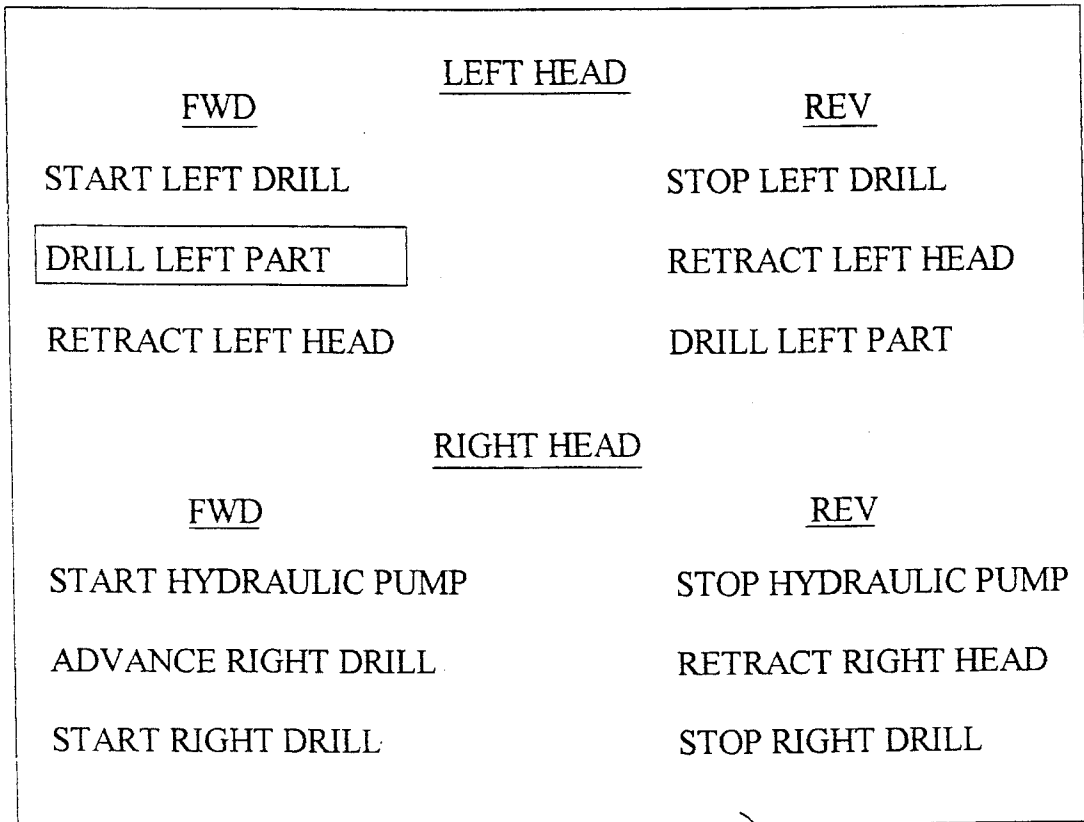 LEFT HEAD
FWD REV
START LEFT DRILL STOP LEFT DRILL
DRILL LEFT PART RETRACT LEFT HEAD
RETRACT LEFT HEAD DRILL LEFT PART
RIGHT HEAD
FWD REV
START HYDRAULIC PUMP STOP HYDRAULIC PUMP
ADVANCE RIGHT DRILL RETRACT RIGHT HEAD
START RIGHT DRILL STOP RIGHT DRILL